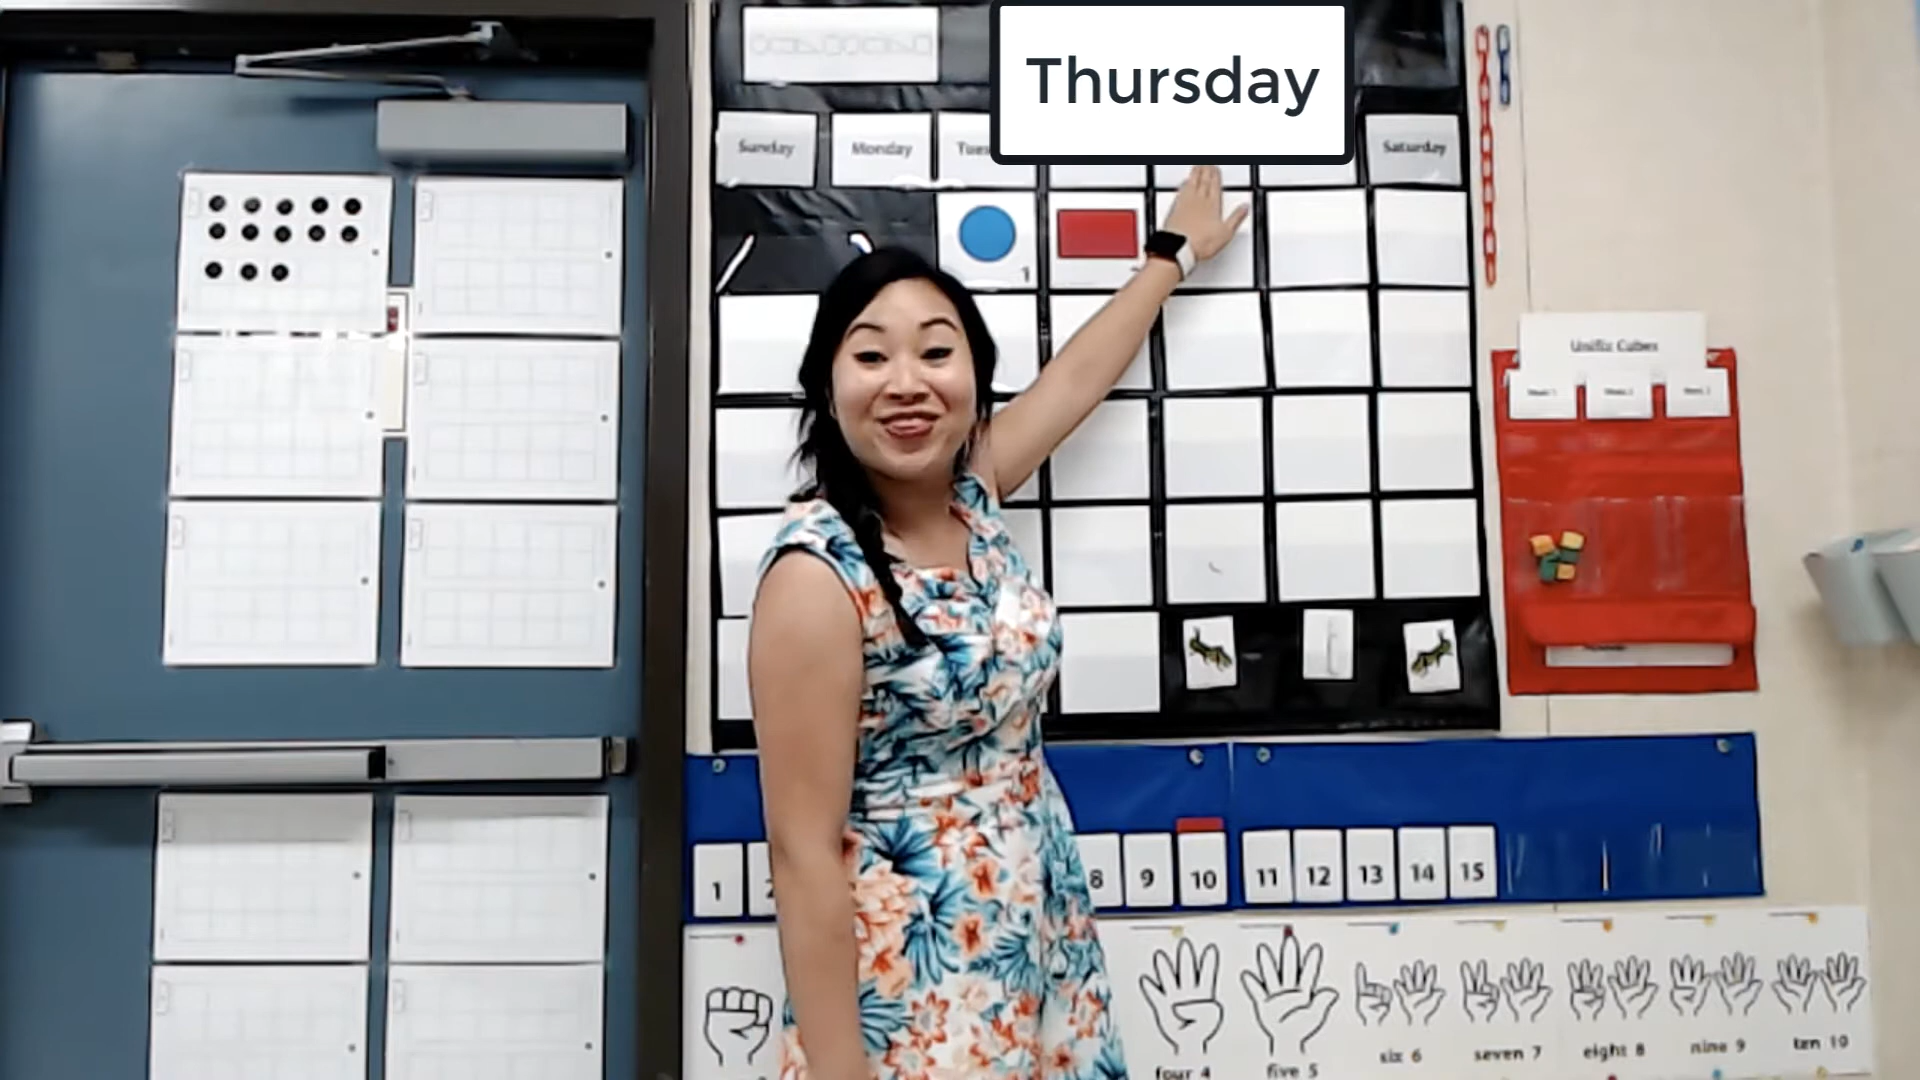 Thursday
Sunday
Monday
Saturday
1
Unifix Cubes
1
8
9
10
11
12
13
14
15
four 4
five 5
six 6
seven 7
eight 8
nine 9
ten 10